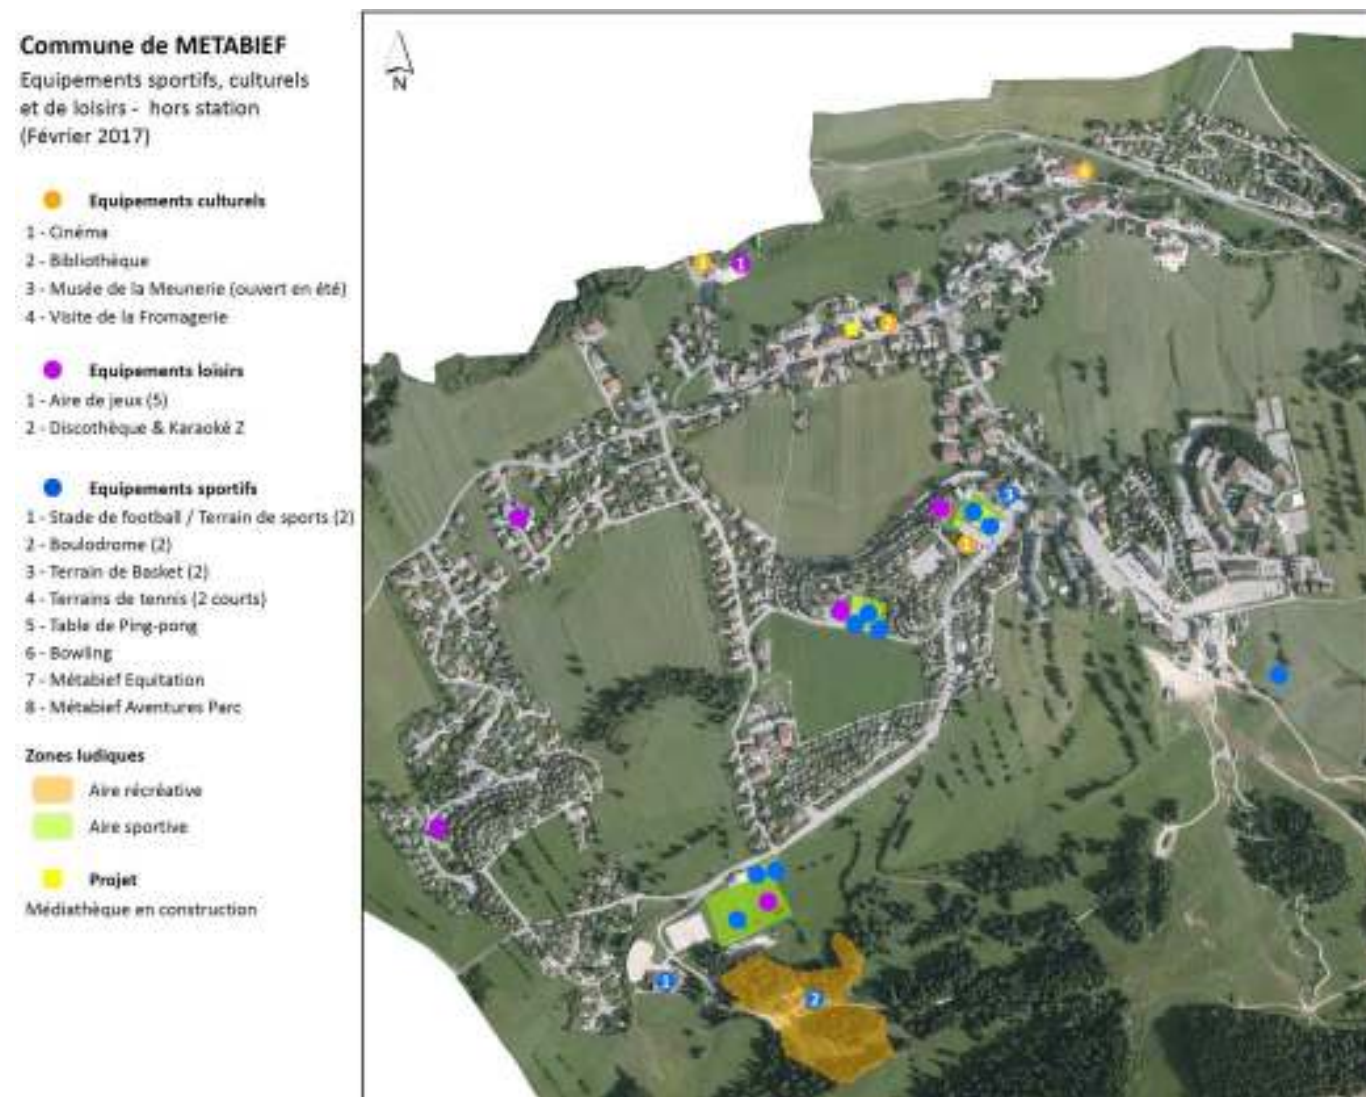 Commune de METABIEF
Equipements sportifs, culturels
et de loisirs - hors station
(Février 2017)
Equipements culturels
1 - Cinéma
2 - Bibliothèque
3 - Musée de la Meunerie (ouvert en été)
4 - Visite de la Fromagerie
Equipements loisirs
1 - Aire de jeux (5)
2 - Discothèque & Karaoké Z
Equipements sportifs
1 - Stade de football / Terrain de sports (2)
2 - Boulodrome (2)
3 - Terrain de Basket (2)
4 - Terrains de tennis (2 courts)
5 - Table de Ping-pong
6 - Bowling
7 - Métabief Equitation
8 - Métabief Aventures Parc
Zones ludiques
Aire récréative
Aire sportive
Projet
Médiathèque en construction
N
1
2
3